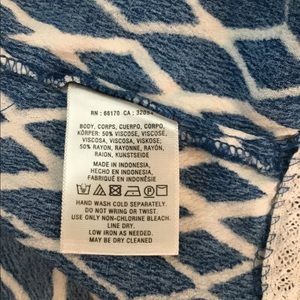 RN : 66170 CA :
BODY, CORPS, CUERPO, CORPO,
KÖRPER: 50% VISCOSE, VISCOSE,
VISCOSA, VISCOSA, VISKOSE;
50% RAYON, RAYONNE, RAYÓN,
RAION, KUNSTSEIDE
MADE IN INDONESIA,
HECHO EN INDONESIA,
FABRIQUÉ EN INDONÉSIE
HAND WASH COLD SEPARATELY.
DO NOT WRING OR TWIST.
USE ONLY NON-CHLORINE BLEACH.
LINE DRY.
LOW IRON AS NEEDED.
MAY BE DRY CLEANED